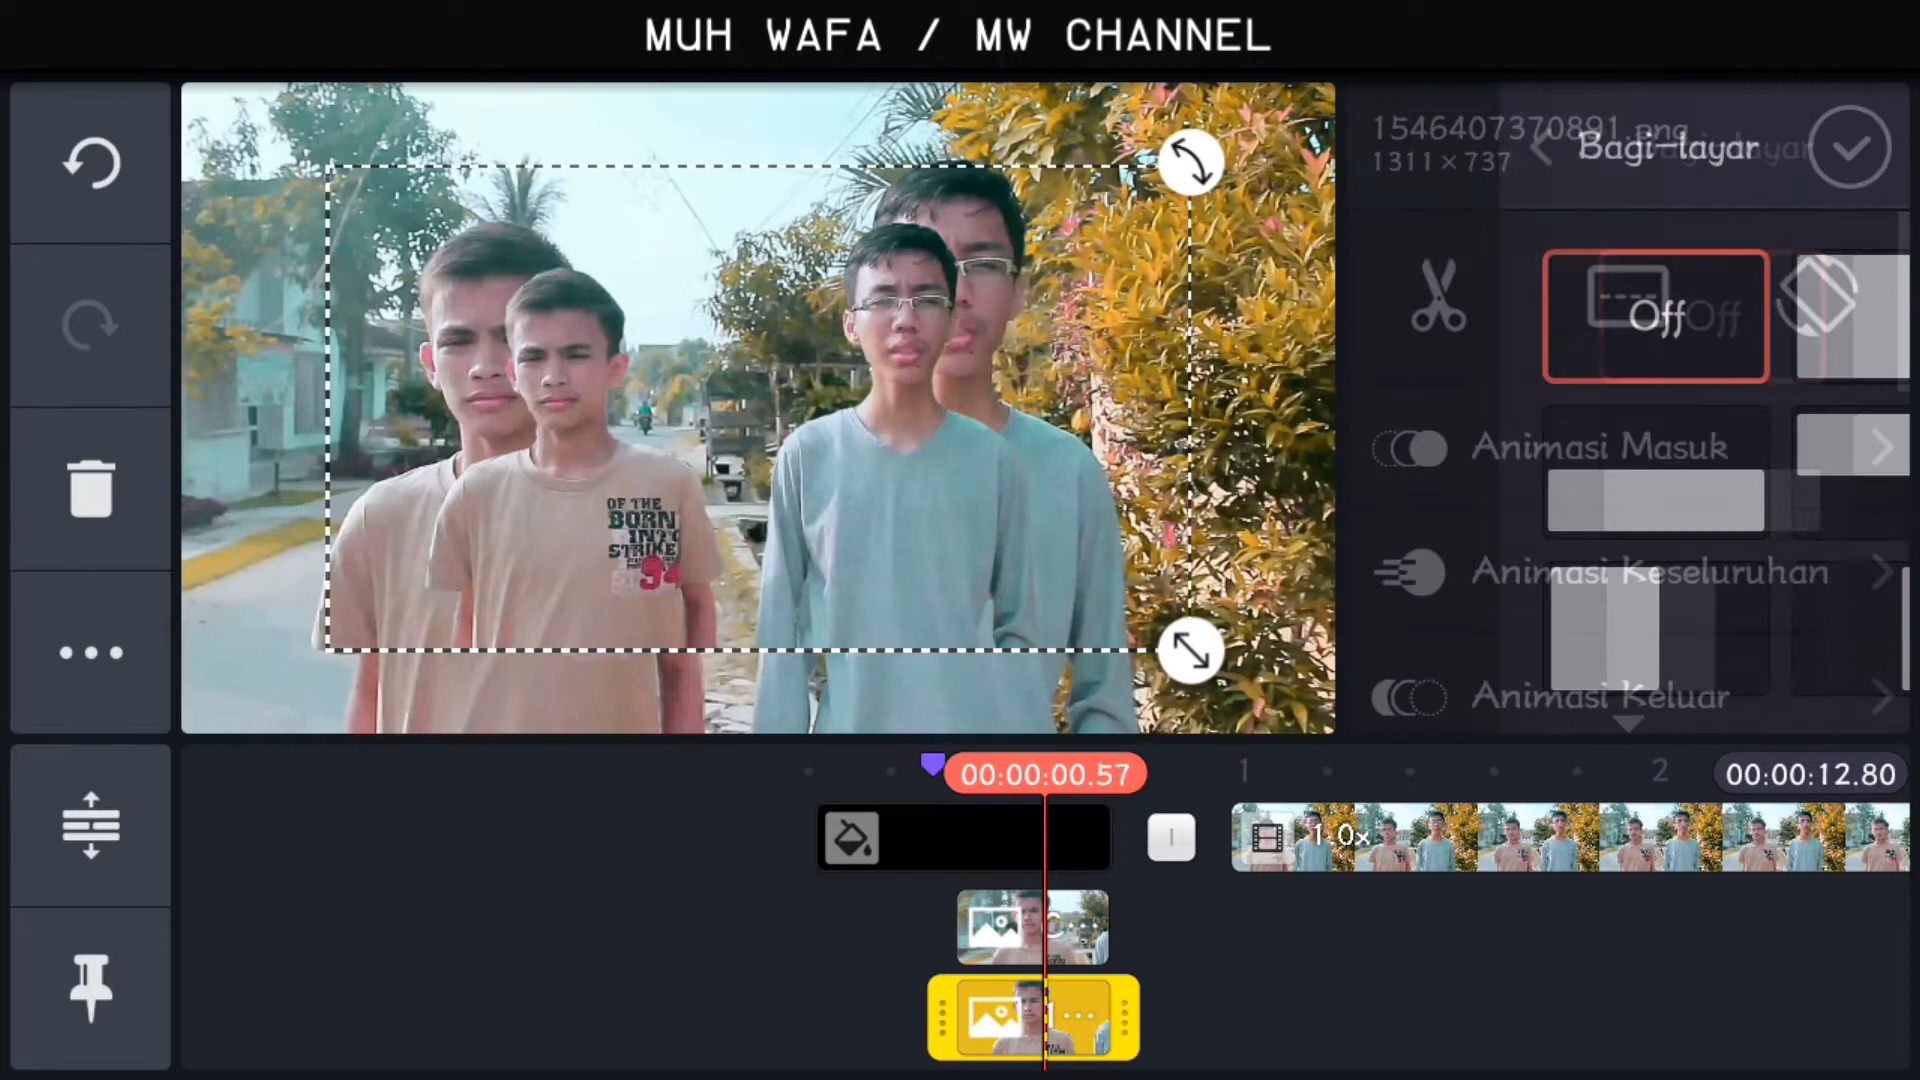 MUH WAFA / MW CHANNEL
1546407370891.png
1311×737
Bagi-layar
Off
Animasi Masuk
Animasi Keseluruhan
Animasi Keluar
OF THE
BORN
INTO
STRIKE
94
00:00:00.57
1
2
00:00:12.80
1.0x